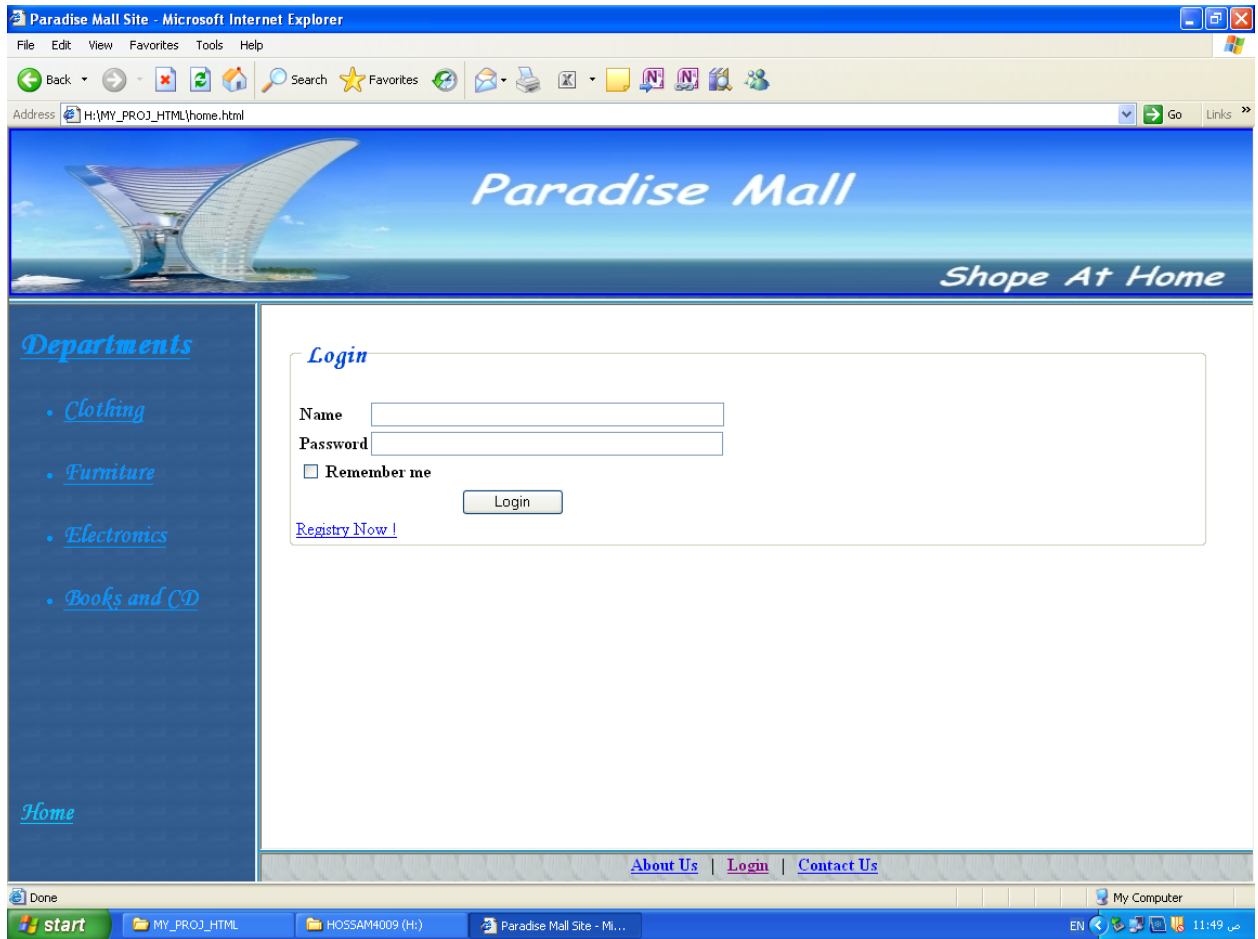 Paradise Mall Site - Microsoft Internet Explorer
File Edit View Favorites Tools Help
Back Search Favorites
Address H:\MY_PROJ_HTML\home.html Go Links »
Paradise Mall
Shope At Home
Departments
• Clothing
• Furniture
• Electronics
• Books and CD
Home
Login
Name
Password
Remember me
Login
Registry Now !
About Us | Login | Contact Us
Done My Computer
start MY_PROJ_HTML HOSSAM4009 (H:) Paradise Mall Site - Mi... EN 11:49 ص